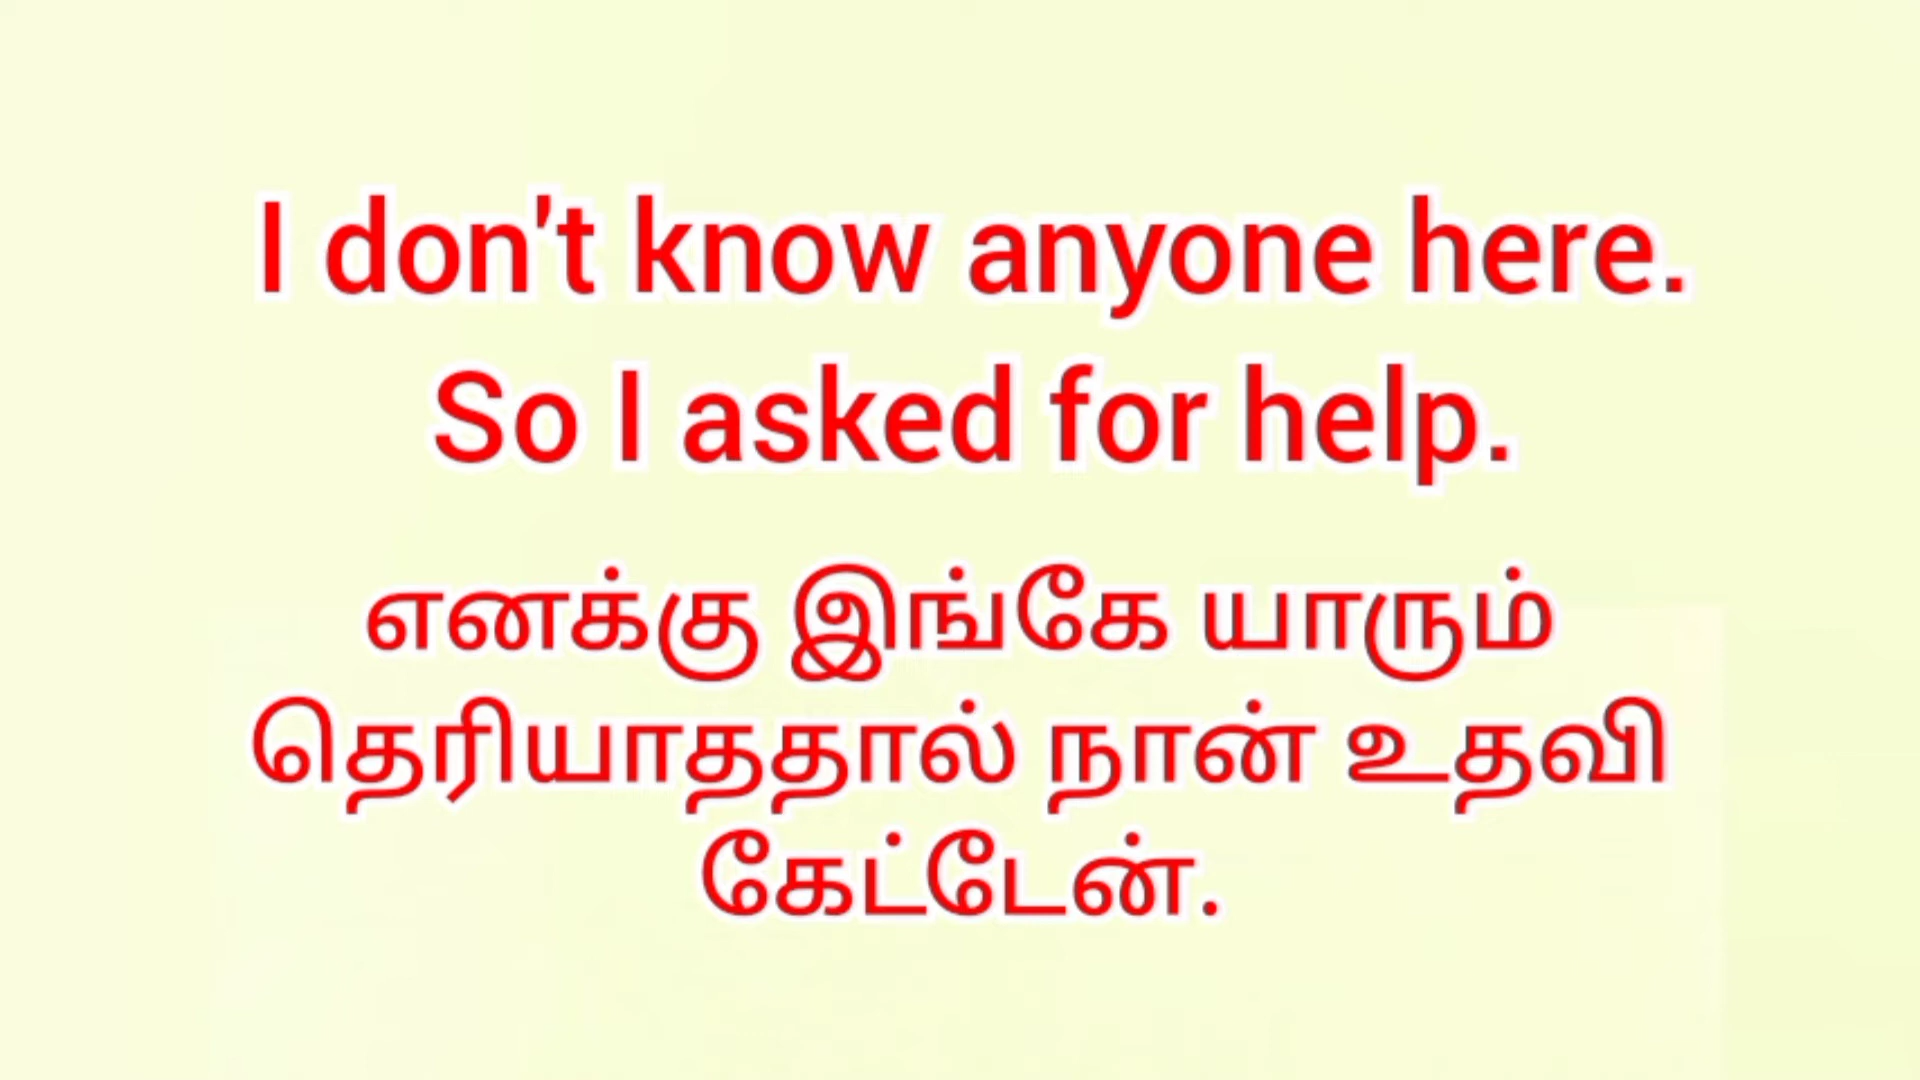 I don't know anyone here.
So I asked for help.
எனக்கு இங்கே யாரும்
தெரியாததால் நான் உதவி
கேட்டேன்.